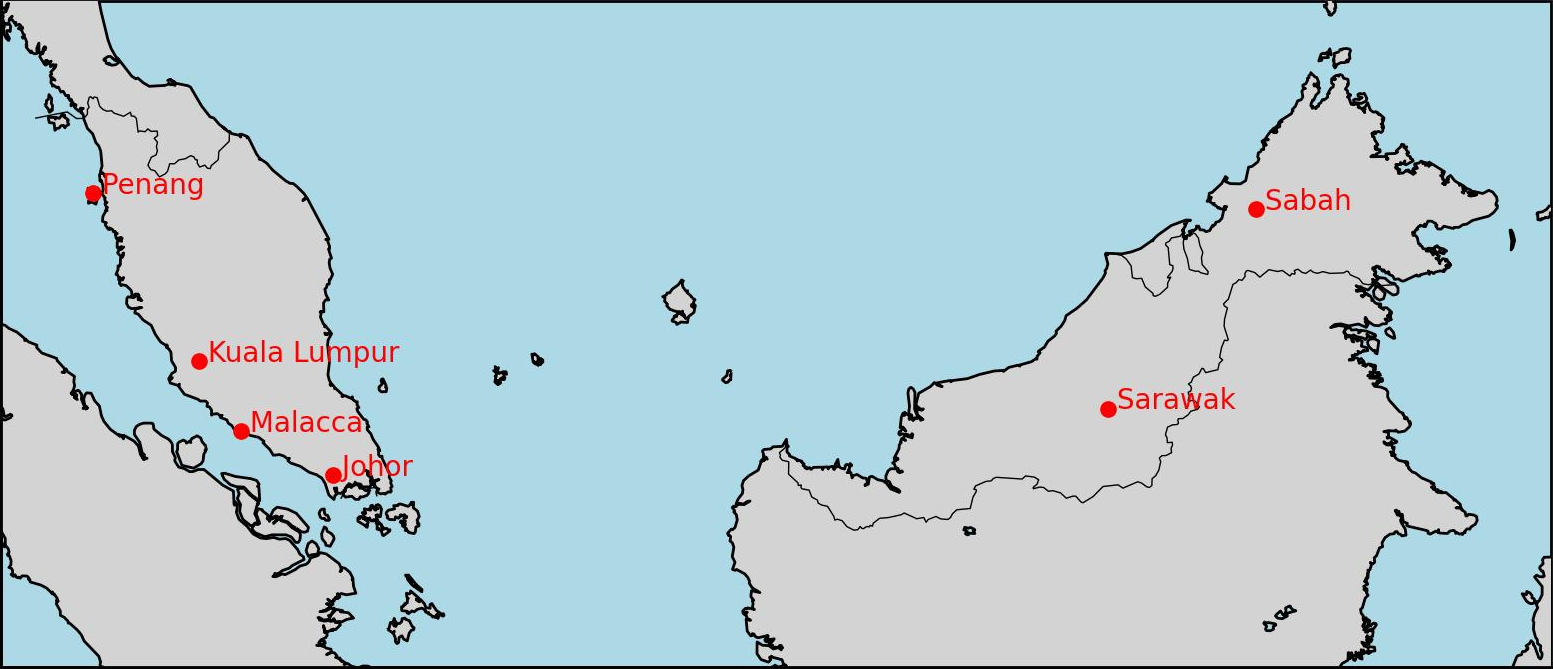 Penang
Sabah
Kuala Lumpur
Sarawak
Malacca
Johor